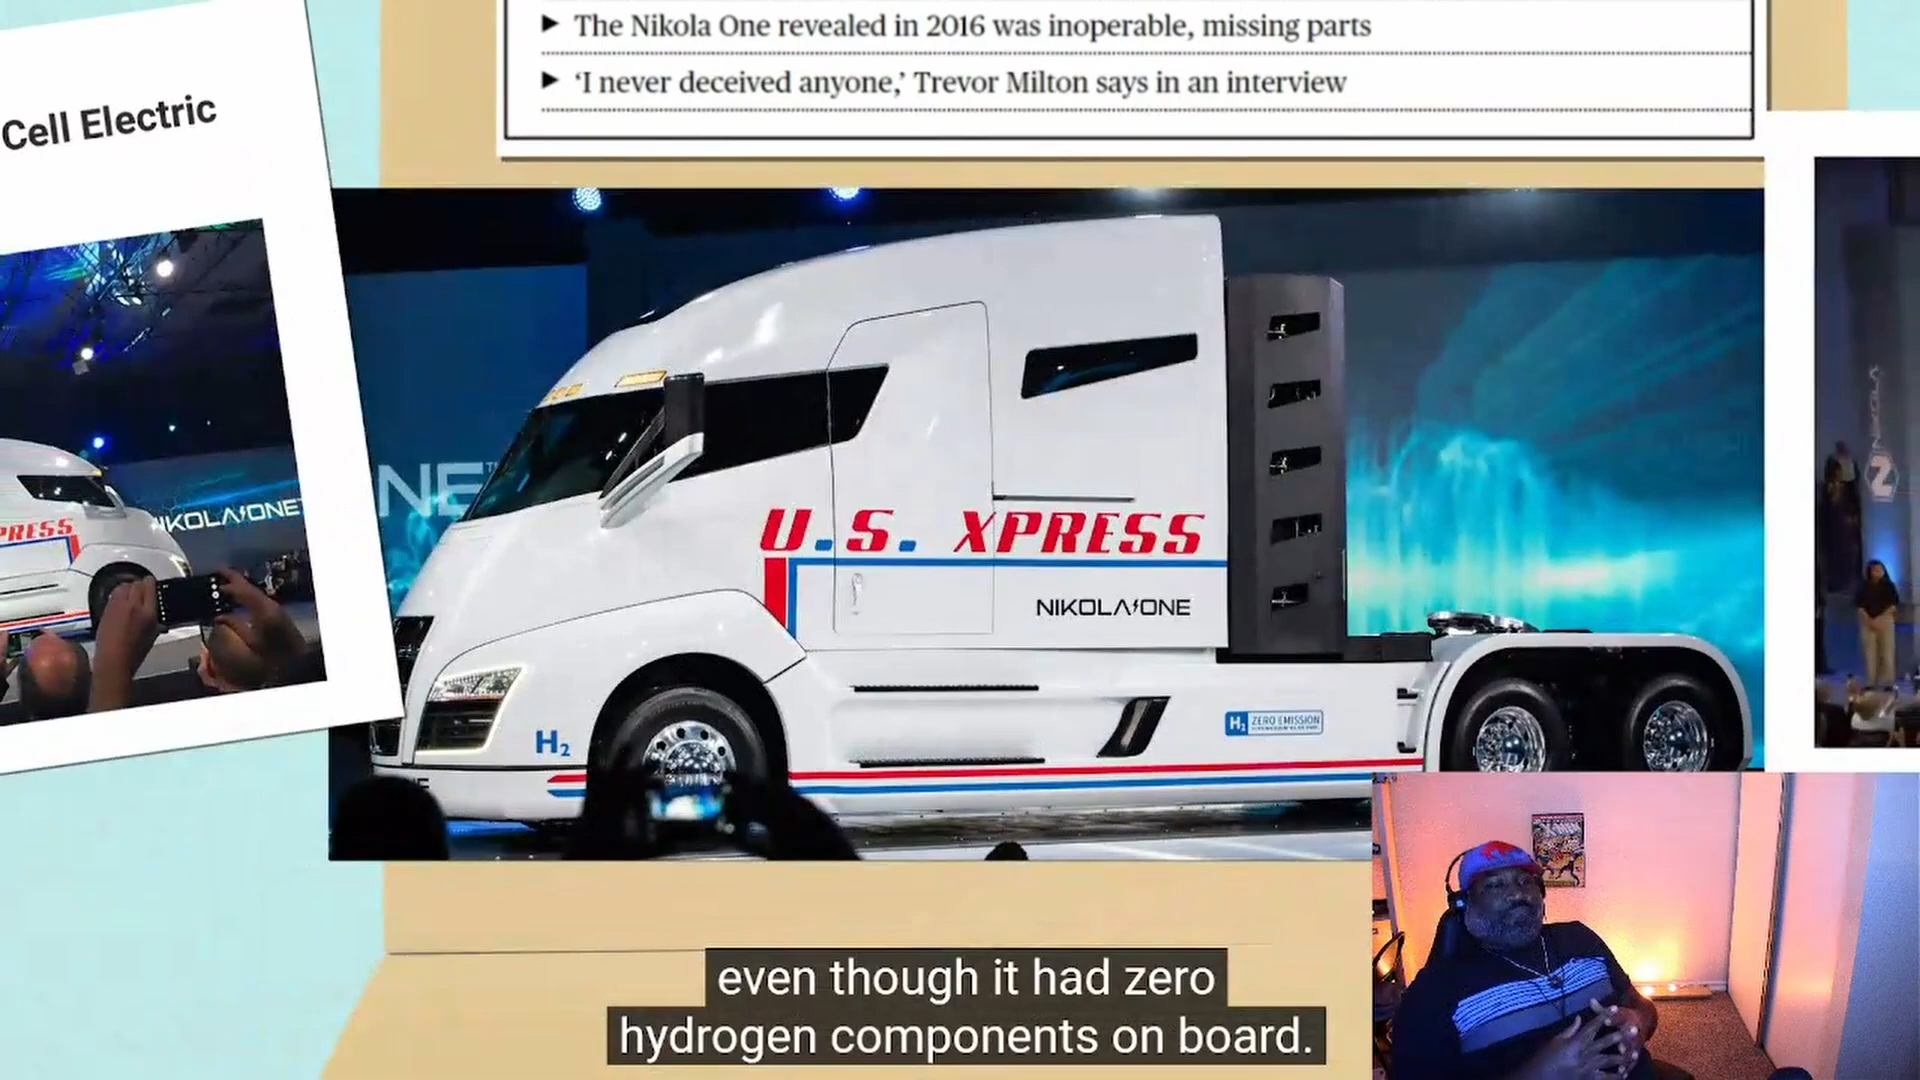 ▶ The Nikola One revealed in 2016 was inoperable, missing parts
▶ ‘I never deceived anyone,’ Trevor Milton says in an interview
Cell Electric
NIKOLA ONE
PRESS
NE
U.S. XPRESS
NIKOLA ONE
H₂
H₂ ZERO EMISSION
NIKOLA
even though it had zero
hydrogen components on board.